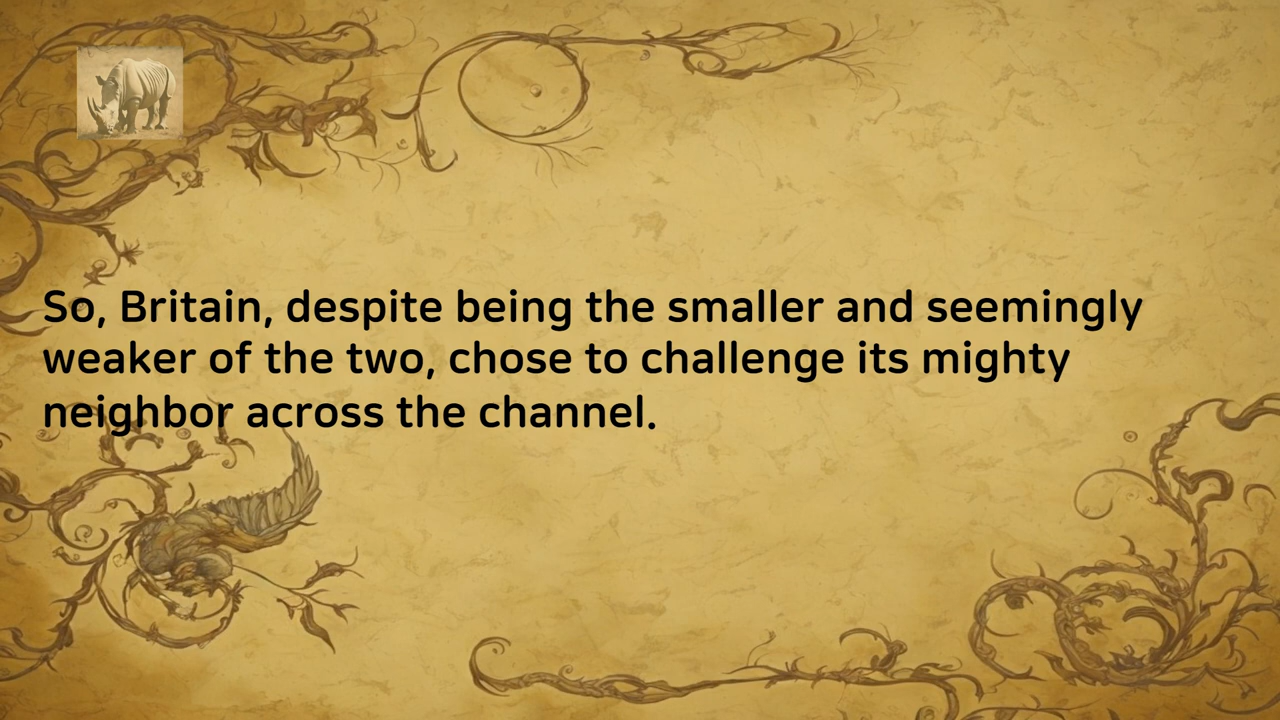 So, Britain, despite being the smaller and seemingly
weaker of the two, chose to challenge its mighty
neighbor across the channel.